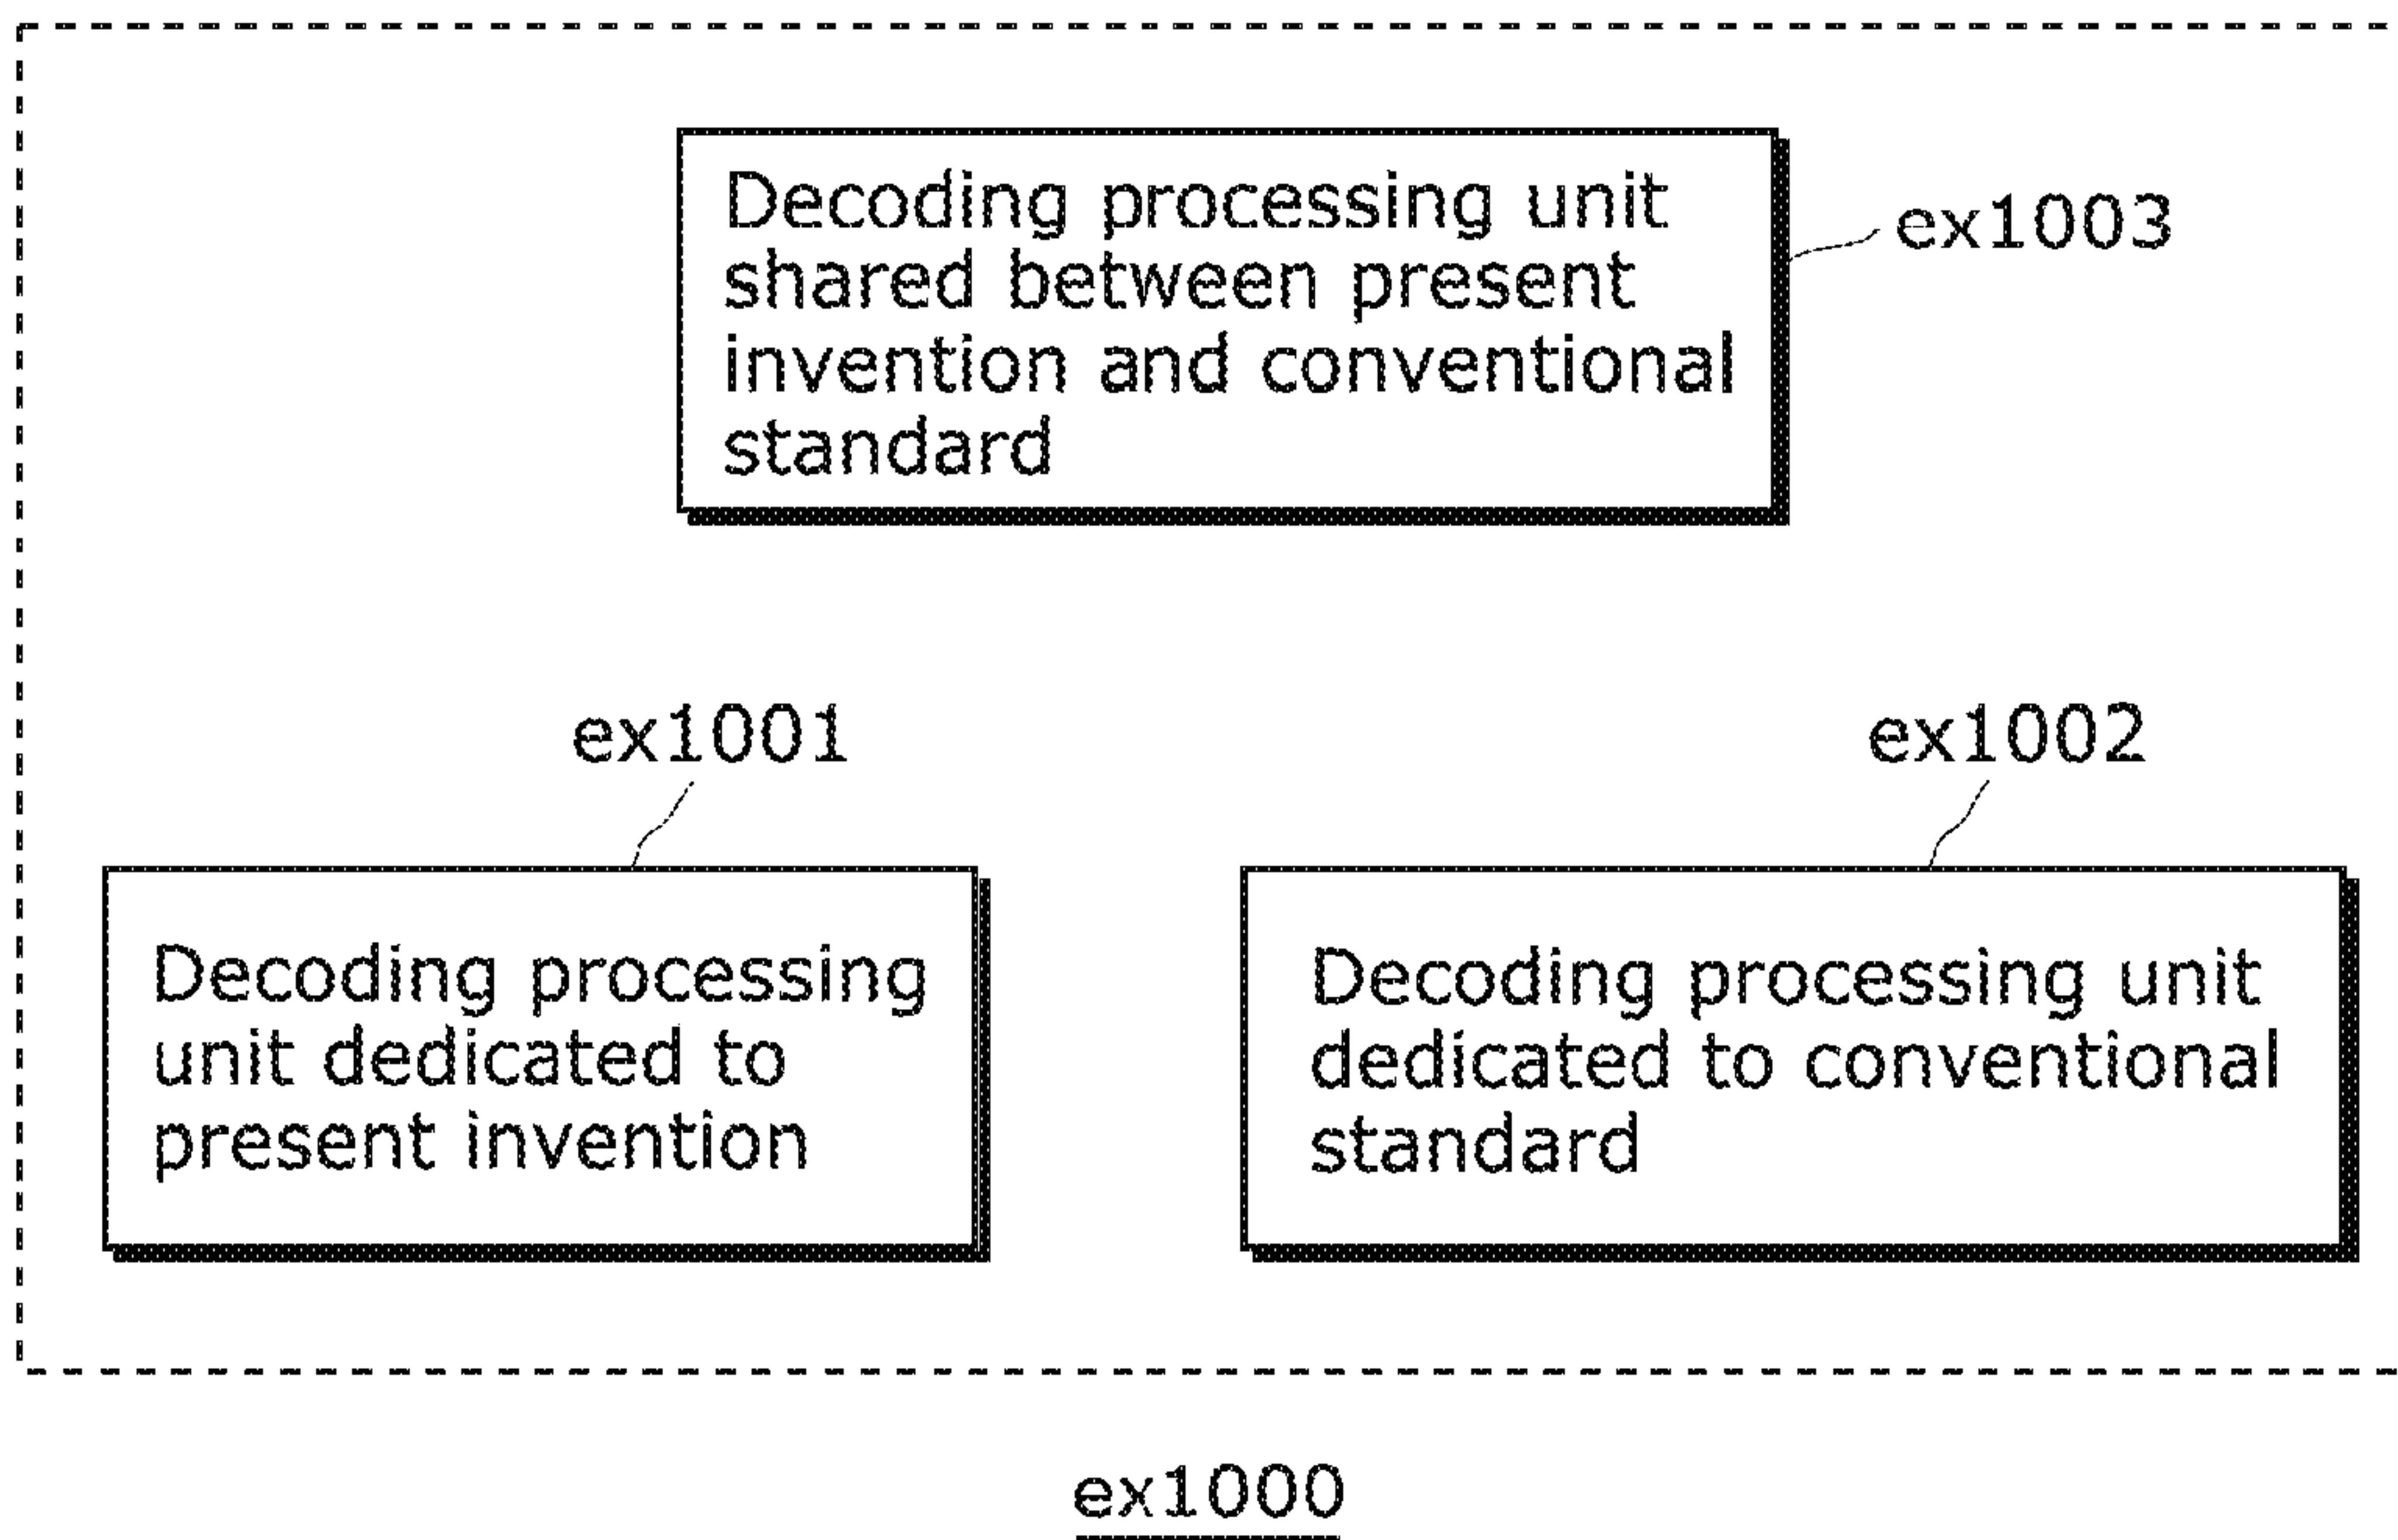 Decoding processing unit
shared between present
invention and conventional
standard
ex1003
ex1001
ex1002
Decoding processing
unit dedicated to
present invention
Decoding processing unit
dedicated to conventional
standard
ex1000